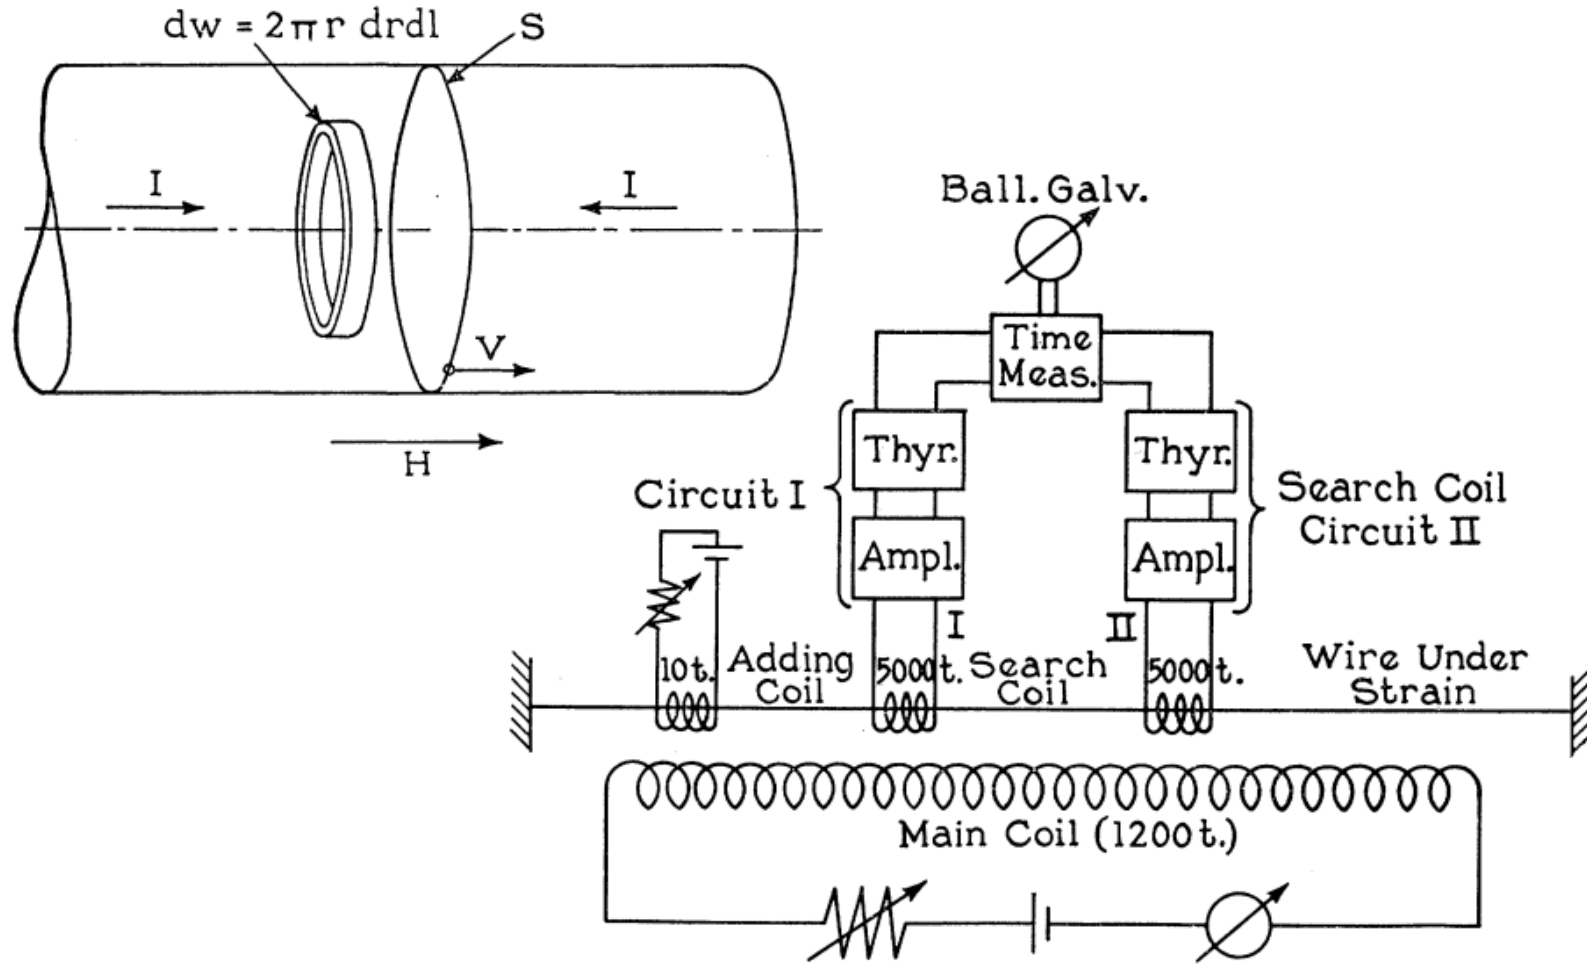 dw = 2πr drdl
S
I
I
V
H
Ball. Galv.
Time
Meas.
Thyr.
Thyr.
Circuit I
Search Coil
Circuit II
Ampl.
Ampl.
I
II
10t.
Adding
Coil
5000t.
Search
Coil
5000t.
Wire Under
Strain
Main Coil (1200t.)